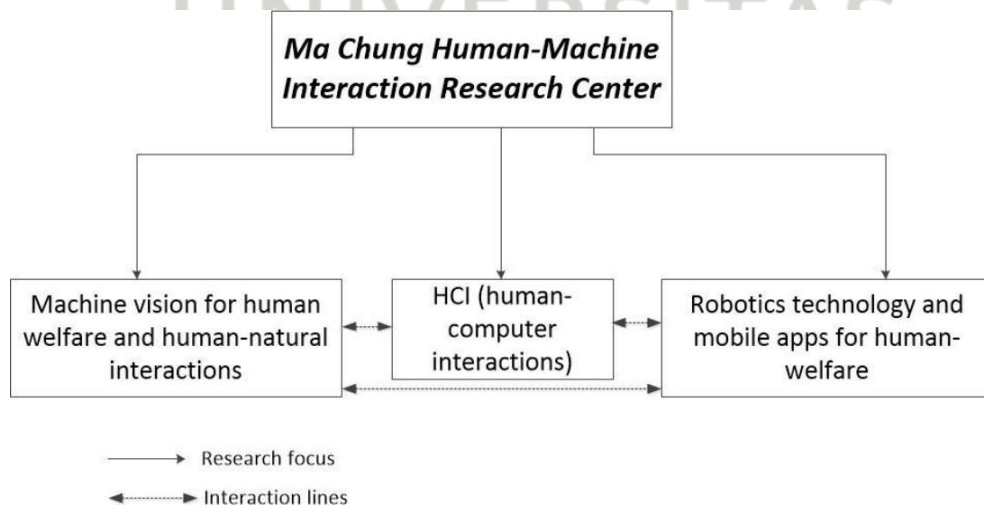 UNIVERSITAS
Ma Chung Human-Machine
Interaction Research Center
Machine vision for human
welfare and human-natural
interactions
HCI (human-
computer
interactions)
Robotics technology and
mobile apps for human-
welfare
Research focus
Interaction lines